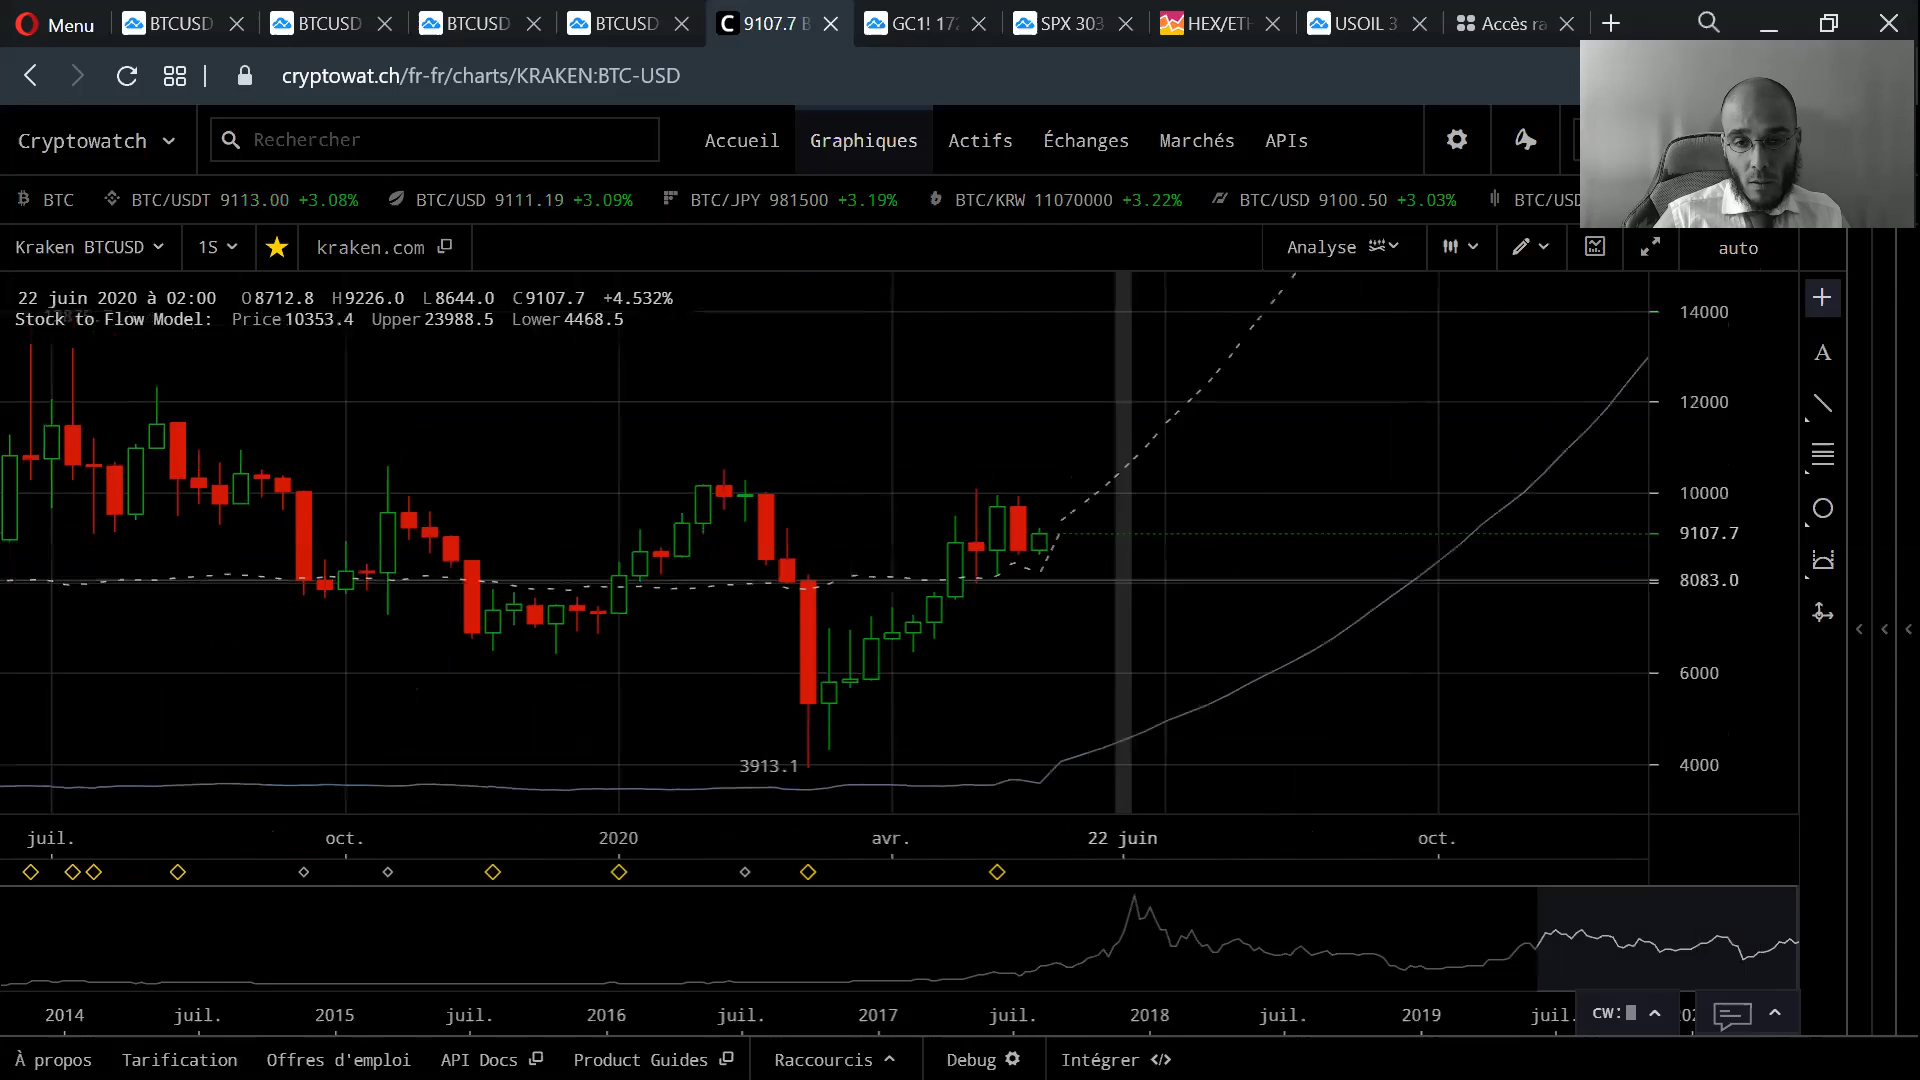 Menu BTCUSD BTCUSD BTCUSD BTCUSD 9107.7 B GC1! 172 SPX 303 HEX/ETH USOIL 3 Accès ra
cryptowat.ch/fr-fr/charts/KRAKEN:BTC-USD
Cryptowatch Rechercher Accueil Graphiques Actifs Échanges Marchés APIs
BTC BTC/USDT 9113.00 +3.08% BTC/USD 9111.19 +3.09% BTC/JPY 981500 +3.19% BTC/KRW 11070000 +3.22% BTC/USD 9100.50 +3.03% BTC/USD
Kraken BTCUSD 1S kraken.com Analyse auto
22 juin 2020 à 02:00 O8712.8 H9226.0 L8644.0 C9107.7 +4.532%
Stock to Flow Model: Price10353.4 Upper23988.5 Lower4468.5
14000
A
12000
10000
9107.7
8083.0
6000
3913.1
4000
juil. oct. 2020 avr. 22 juin oct.
2014 juil. 2015 juil. 2016 juil. 2017 juil. 2018 juil. 2019 juil. CW:
À propos Tarification Offres d'emploi API Docs Product Guides Raccourcis Debug Intégrer